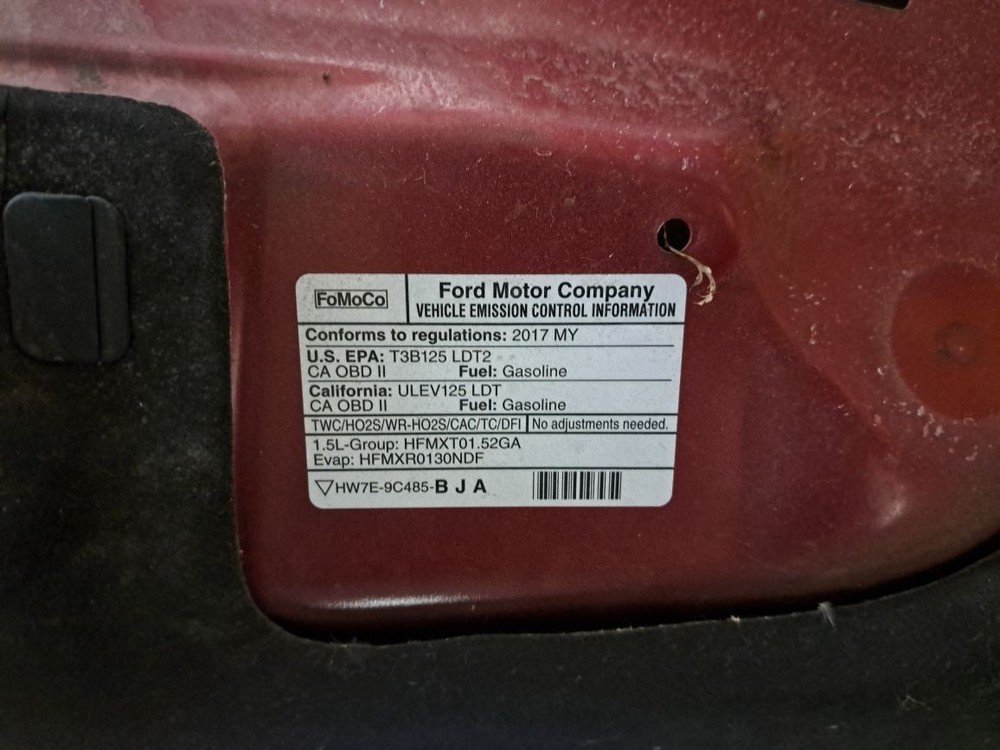 FoMoCo
Ford Motor Company
VEHICLE EMISSION CONTROL INFORMATION
Conforms to regulations: 2017 MY
U.S. EPA: T3B125 LDT2
CA OBD II Fuel: Gasoline
California: ULEV125 LDT
CA OBD II Fuel: Gasoline
TWC/HO2S/WR-HO2S/CAC/TC/DFI No adjustments needed.
1.5L-Group: HFMXT01.52GA
Evap: HFMXR0130NDF
HW7E-9C485-B J A